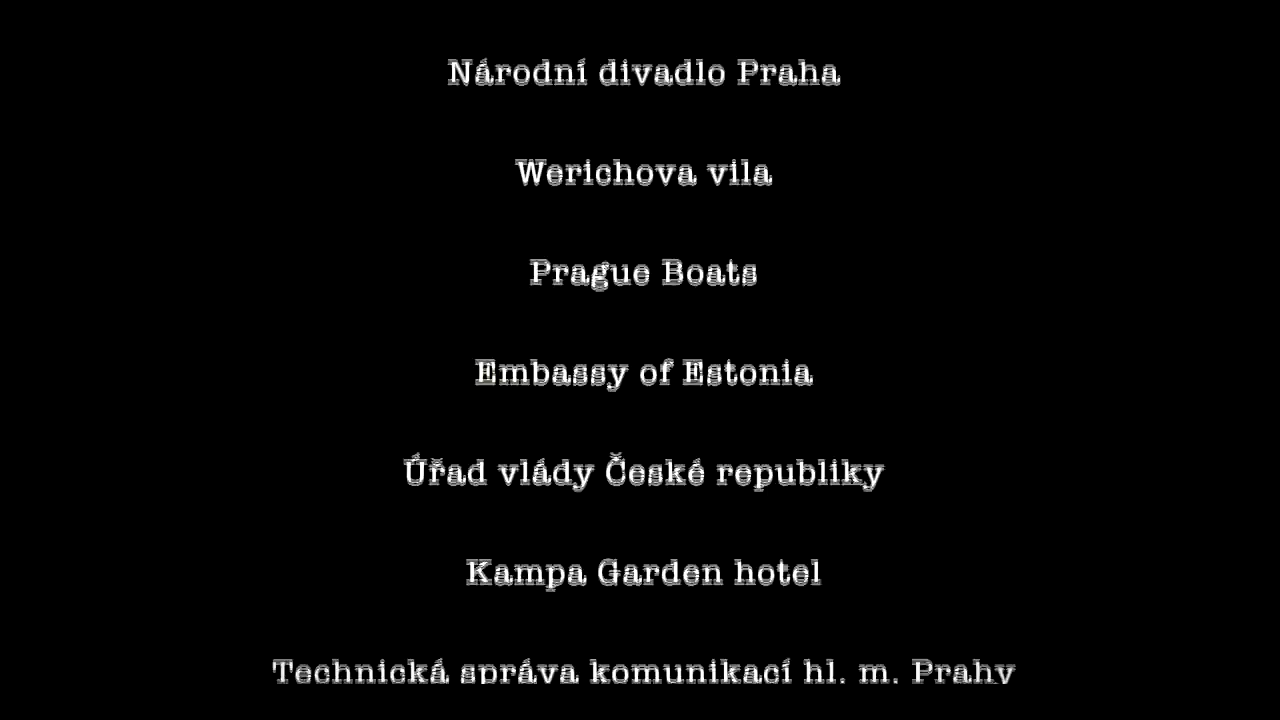 Národní divadlo Praha
Werichova vila
Prague Boats
Embassy of Estonia
Úřad vlády České republiky
Kampa Garden hotel
Technická správa komunikací hl. m. Prahy